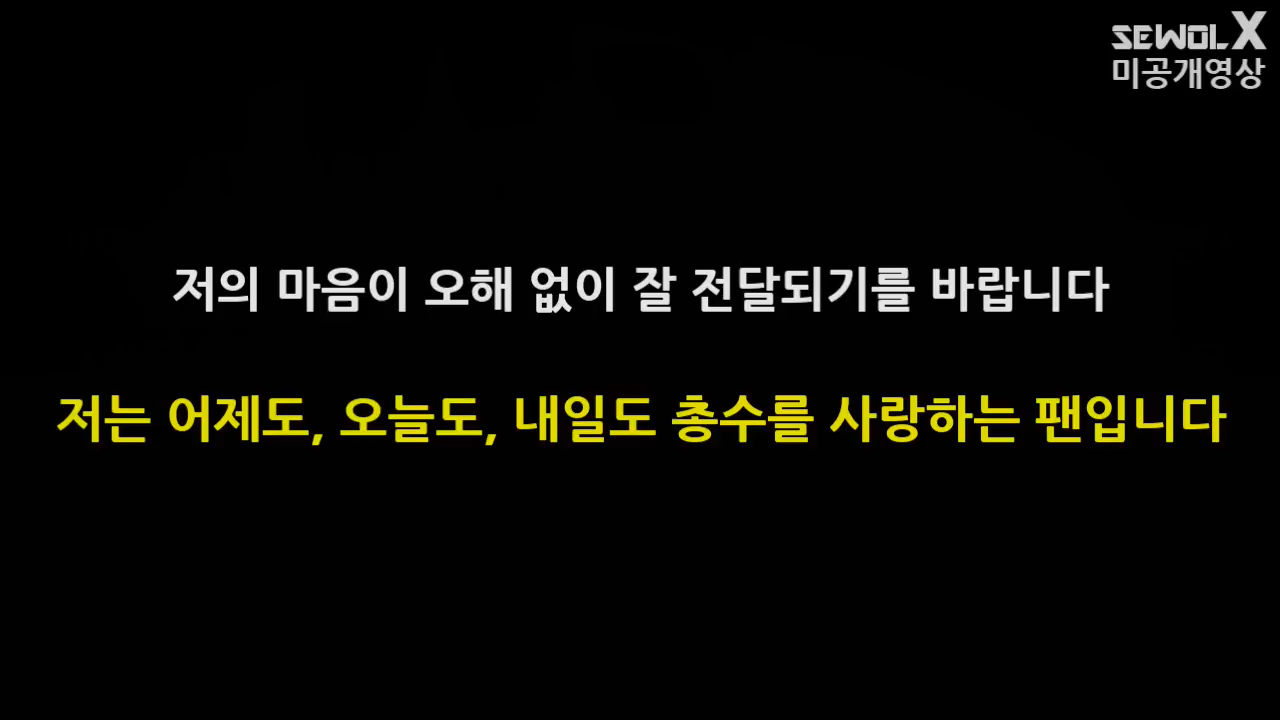 SEWOLX
미공개영상
저의 마음이 오해 없이 잘 전달되기를 바랍니다
저는 어제도, 오늘도, 내일도 총수를 사랑하는 팬입니다